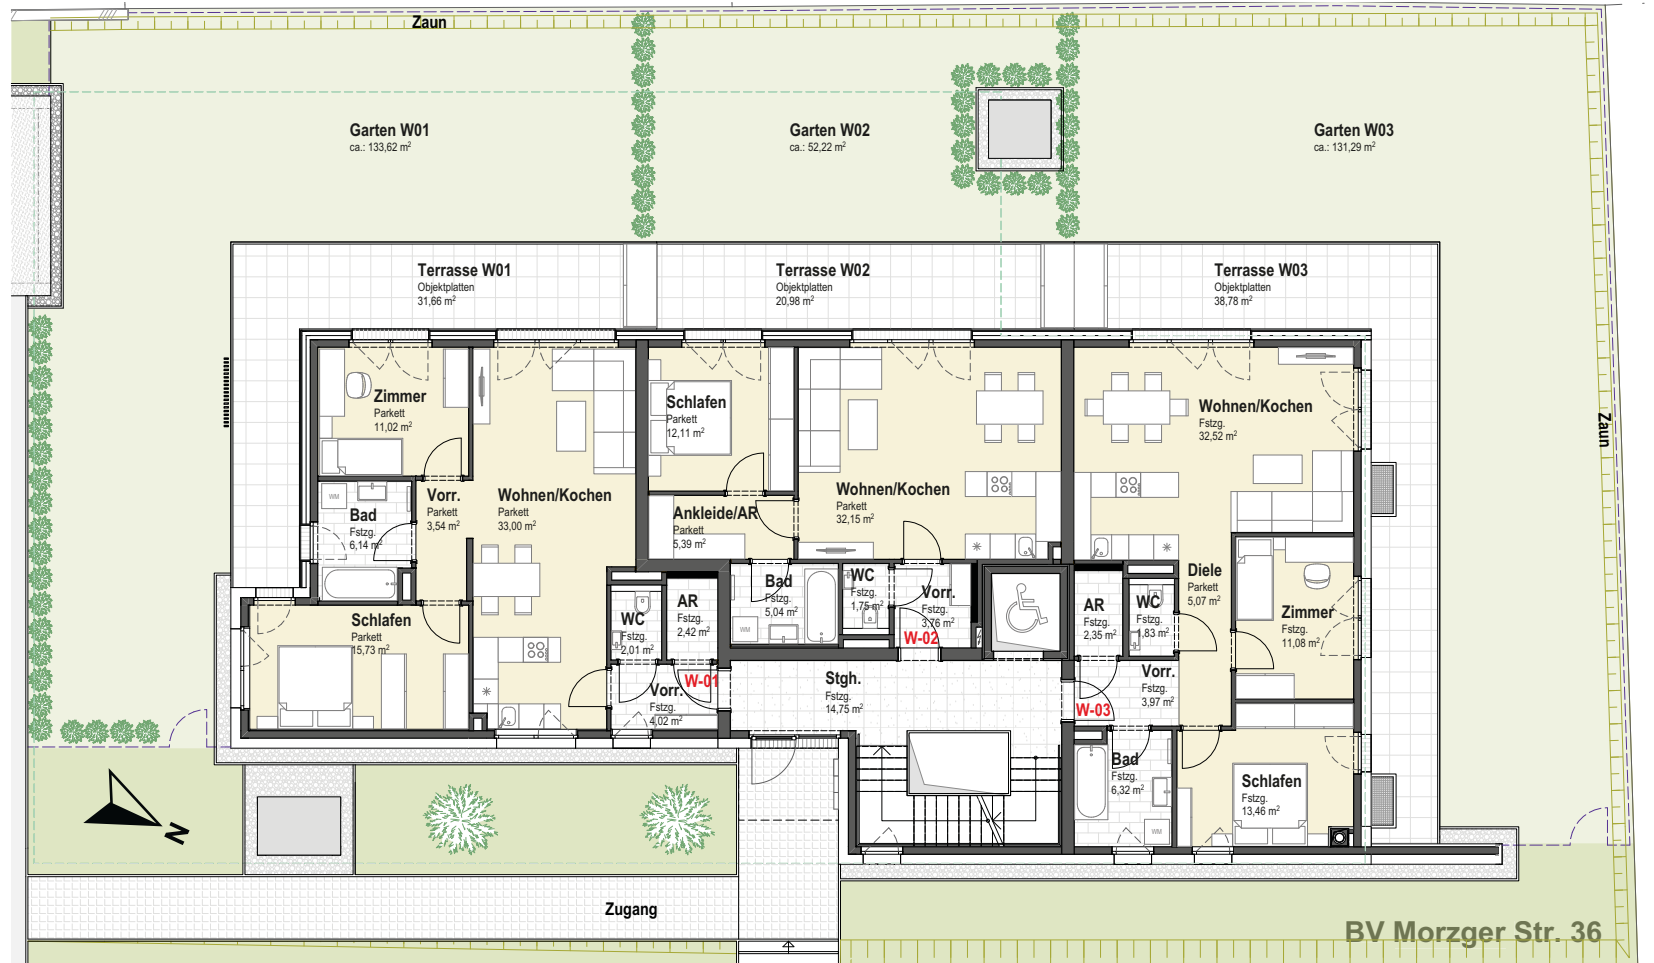 Zaun
Garten W01
ca.: 133,62 m²
Garten W02
ca.: 52,22 m²
Garten W03
ca.: 131,29 m²
Terrasse W01
Objektplatten
31,66 m²
Terrasse W02
Objektplatten
20,98 m²
Terrasse W03
Objektplatten
38,78 m²
Zimmer
Parkett
11,02 m²
Schlafen
Parkett
12,11 m²
Wohnen/Kochen
Fstzg.
32,52 m²
Zaun
Bad
Fstzg.
6,14 m²
WM
Vorr.
Parkett
3,54 m²
Wohnen/Kochen
Parkett
33,00 m²
Ankleide/AR
Parkett
5,39 m²
Wohnen/Kochen
Parkett
32,15 m²
Schlafen
Parkett
15,73 m²
WC
Fstzg.
2,01 m²
AR
Fstzg.
2,42 m²
Bad
Fstzg.
5,04 m²
WM
WC
Fstzg.
1,75 m²
Vorr.
Fstzg.
3,76 m²
W-02
AR
Fstzg.
2,35 m²
WC
Fstzg.
1,83 m²
Diele
Parkett
5,07 m²
Zimmer
Fstzg.
11,08 m²
Vorr.
Fstzg.
4,02 m²
W-01
Stgh.
Fstzg.
14,75 m²
W-03
Vorr.
Fstzg.
3,97 m²
Bad
Fstzg.
6,32 m²
WM
Schlafen
Fstzg.
13,46 m²
N
Zugang
BV Morzger Str. 36